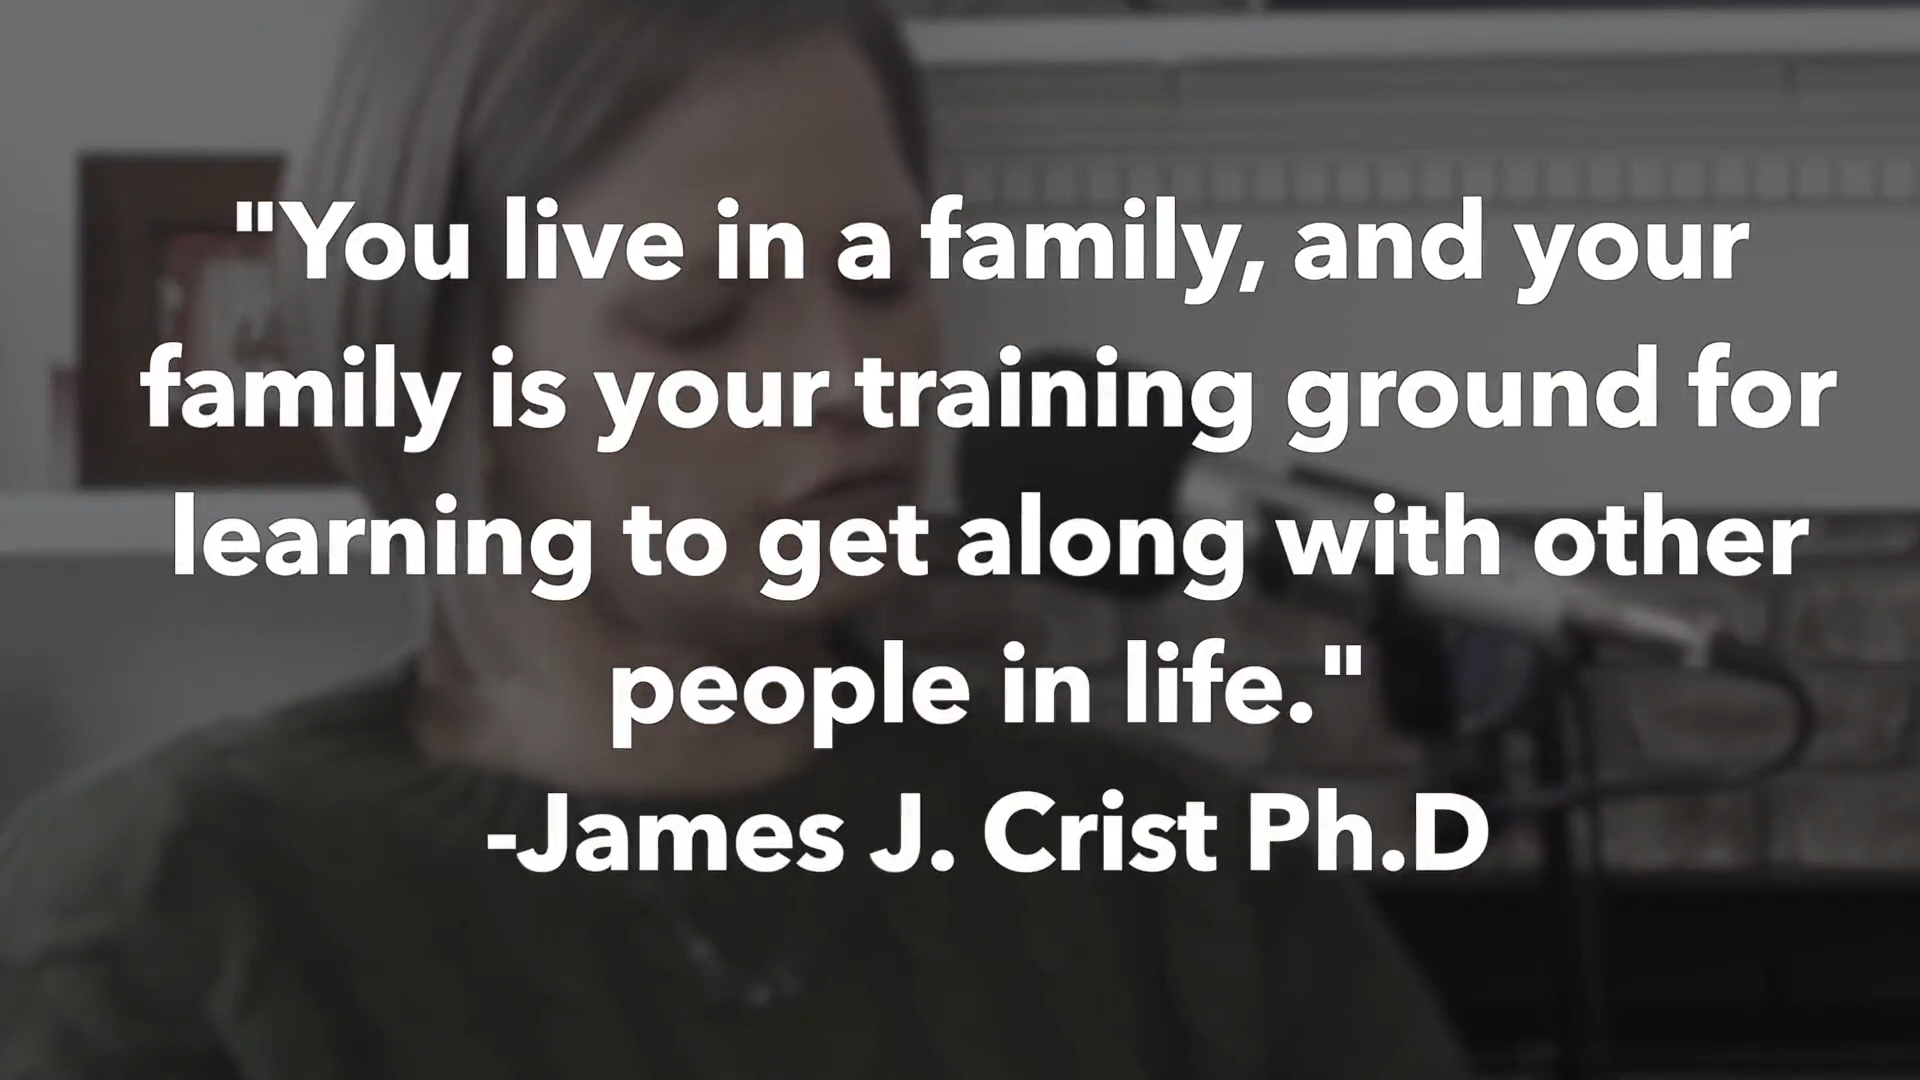 "You live in a family, and your
family is your training ground for
learning to get along with other
people in life."
-James J. Crist Ph.D